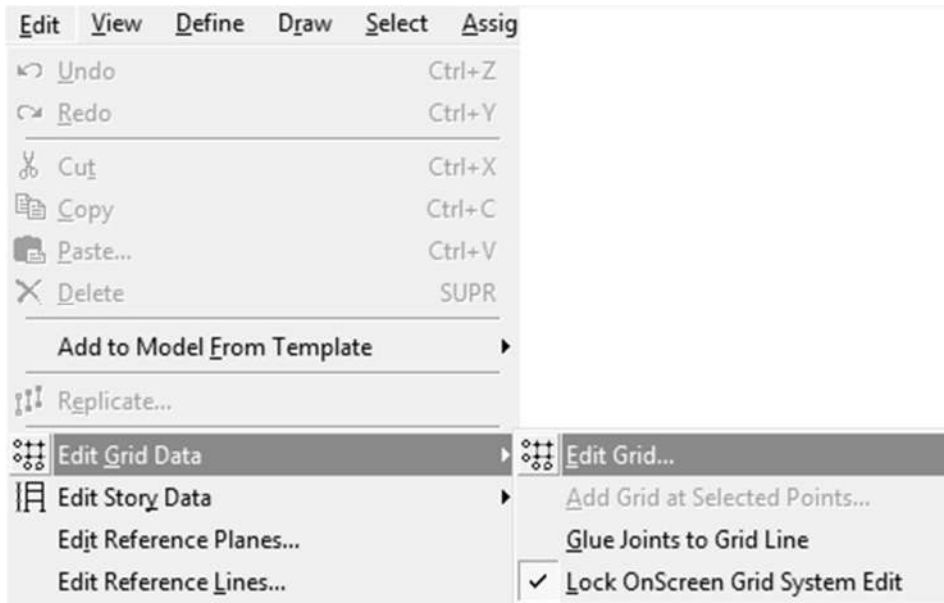 Edit View Define Draw Select Assig
Undo Ctrl+Z
Redo Ctrl+Y
Cut Ctrl+X
Copy Ctrl+C
Paste... Ctrl+V
Delete SUPR
Add to Model From Template
Replicate...
Edit Grid Data
Edit Story Data
Edit Reference Planes...
Edit Reference Lines...
Edit Grid...
Add Grid at Selected Points...
Glue Joints to Grid Line
Lock OnScreen Grid System Edit